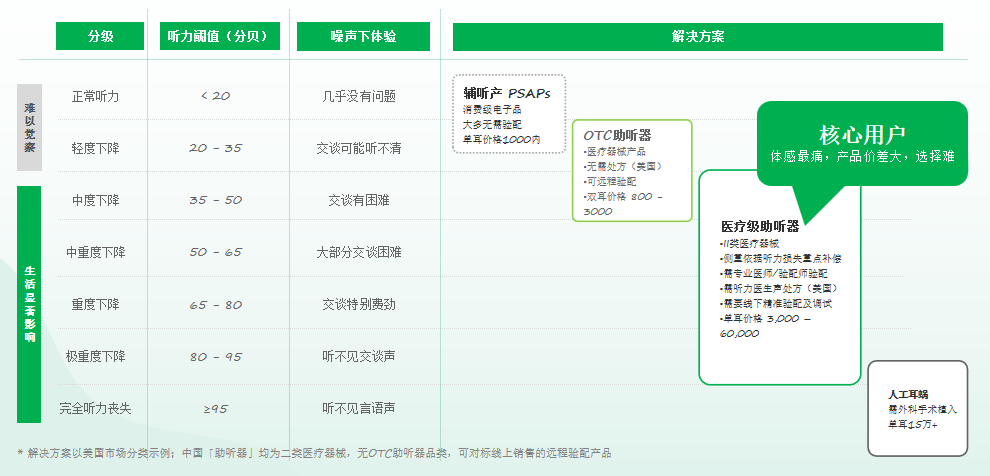 分级 听力阈值（分贝） 噪声下体验 解决方案
难以觉察
正常听力 < 20 几乎没有问题
轻度下降 20 - 35 交谈可能听不清
生活显著影响
中度下降 35 - 50 交谈有困难
中重度下降 50 - 65 大部分交谈困难
重度下降 65 - 80 交谈特别费劲
极重度下降 80 - 95 听不见交谈声
完全听力丧失 ≥95 听不见言语声
辅听产 PSAPs
消费级电子品
大多无需验配
单耳价格1000内
OTC助听器
•医疗器械产品
•无需处方（美国）
•可远程验配
•双耳价格 800 –
3000
核心用户
体感最痛，产品价差大，选择难
医疗级助听器
•II类医疗器械
•侧重依据听力损失重点补偿
•需专业医师/验配师验配
•需听力医生声处方（美国）
•需要线下精准验配及调试
•单耳价格 3,000 –
60,000
人工耳蜗
需外科手术植入
单耳15万+
* 解决方案以美国市场分类示例；中国「助听器」均为二类医疗器械，无OTC助听器品类，可对标线上销售的远程验配产品